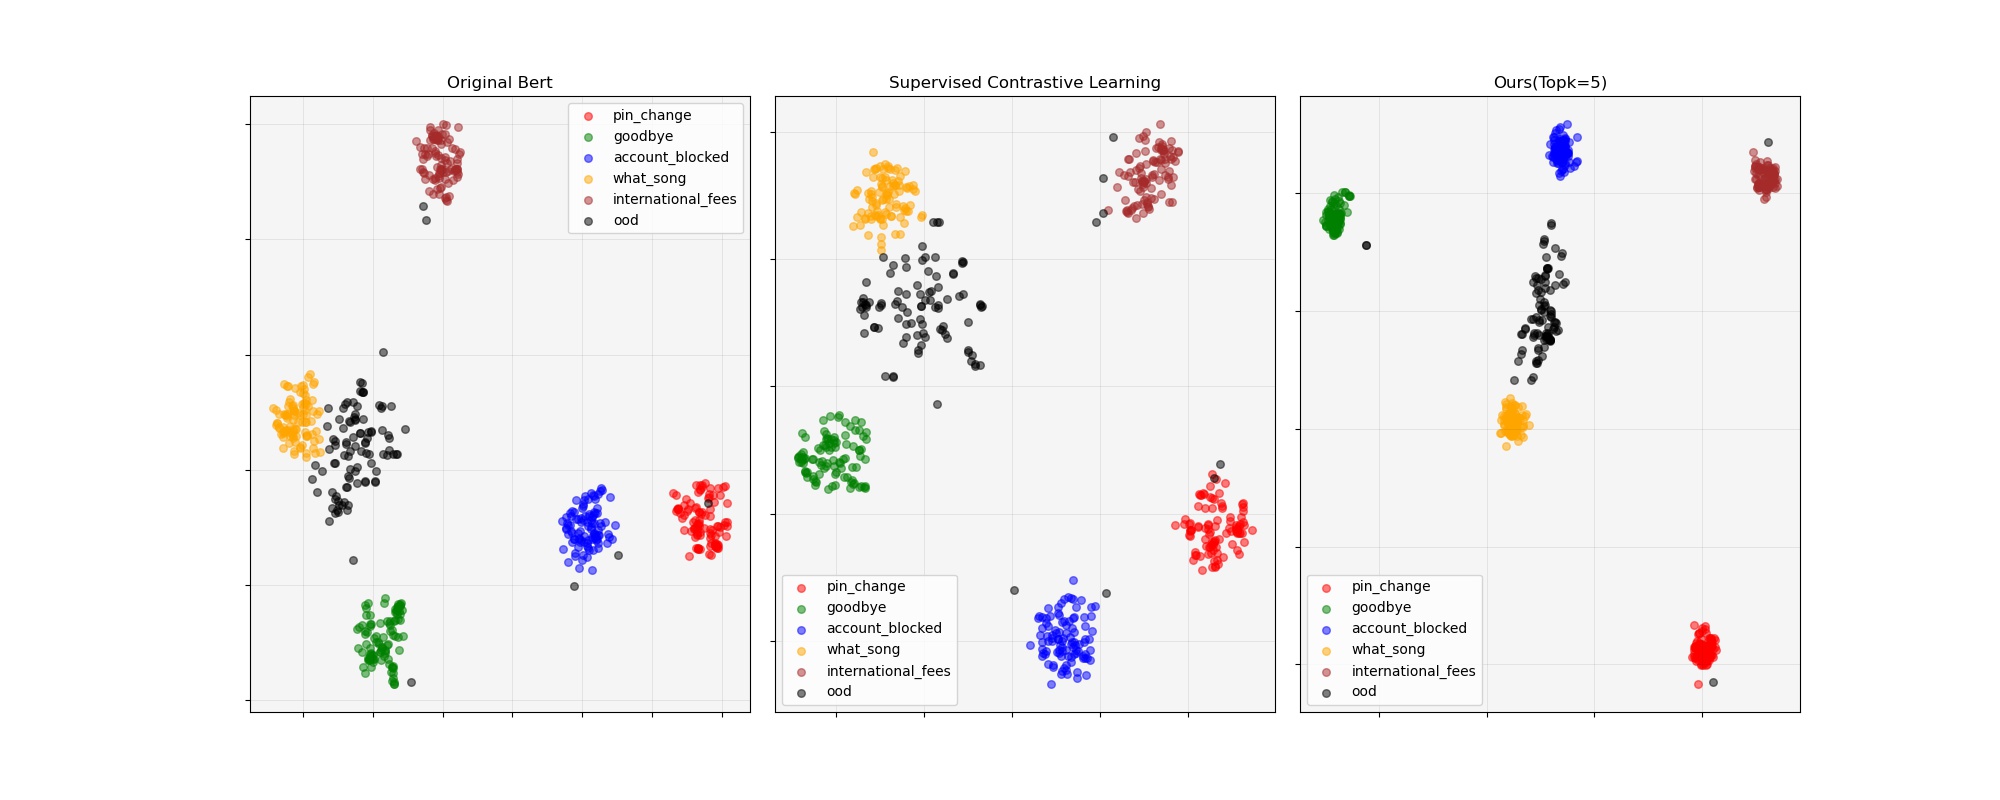 Original Bert
pin_change
goodbye
account_blocked
what_song
international_fees
ood
Supervised Contrastive Learning
pin_change
goodbye
account_blocked
what_song
international_fees
ood
Ours(Topk=5)
pin_change
goodbye
account_blocked
what_song
international_fees
ood